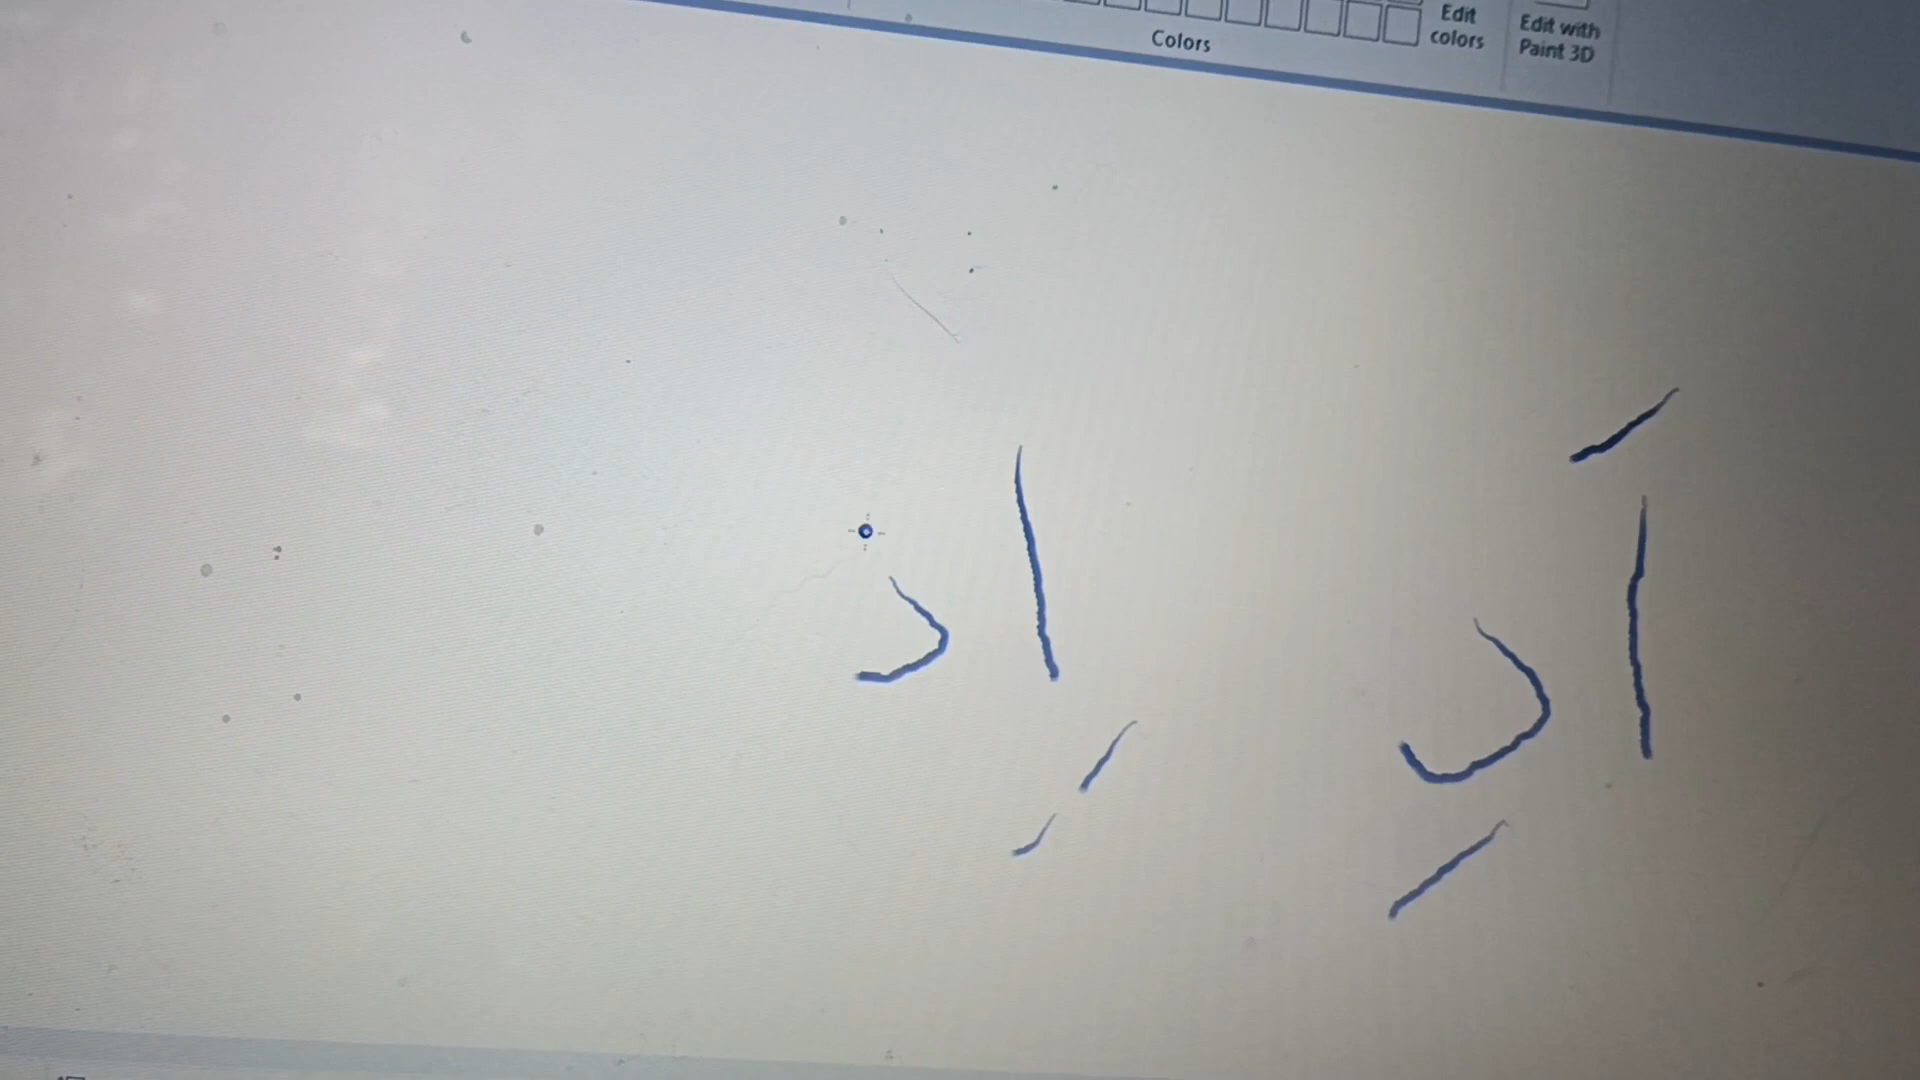 Colors
Edit colors
Edit with Paint 3D
اَدِ اٍد